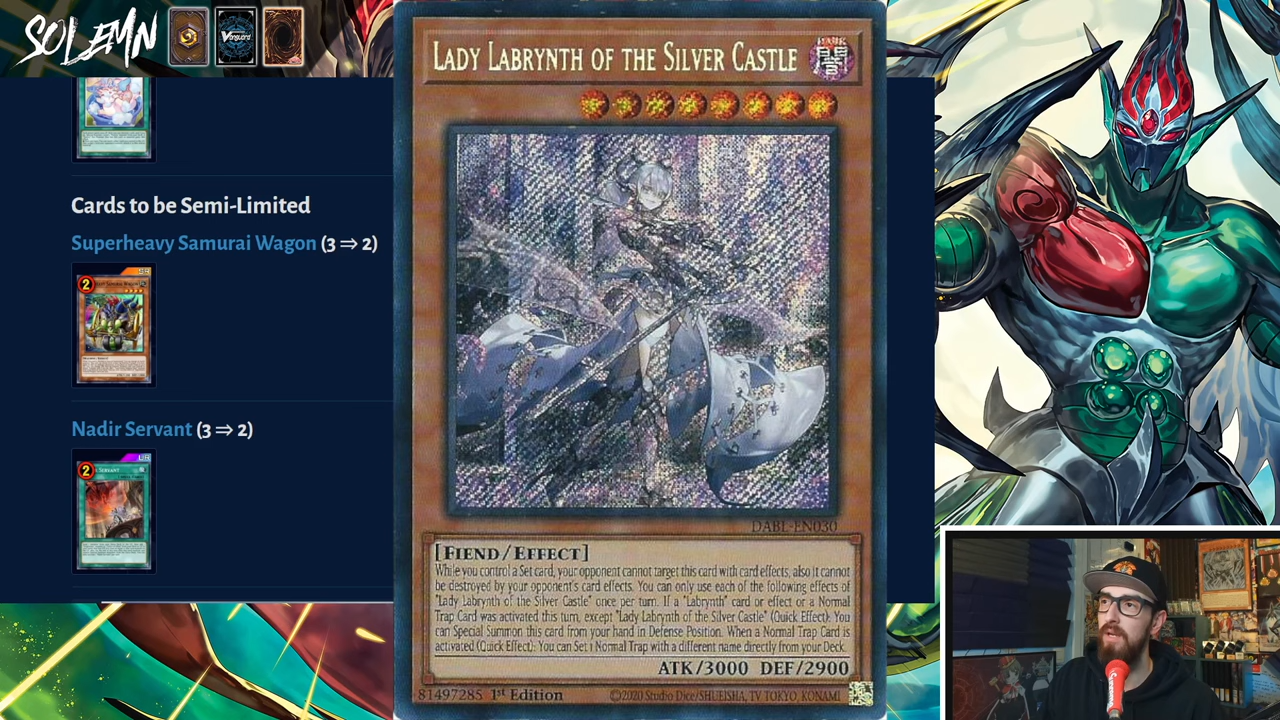 SOLEMN
Vanguard
Cards to be Semi-Limited
Superheavy Samurai Wagon (3 ⇒ 2)
2
Nadir Servant (3 ⇒ 2)
2
SERVANT
LADY LABRYNTH OF THE SILVER CASTLE
DABL-EN030
[FIEND/EFFECT]
While you control a Set card, your opponent cannot target this card with card effects, also it cannot
be destroyed by your opponent's card effects. You can only use each of the following effects of
"Lady Labrynth of the Silver Castle" once per turn. If a "Labrynth" card or effect or a Normal
Trap Card was activated this turn, except "Lady Labrynth of the Silver Castle" (Quick Effect): You
can Special Summon this card from your hand in Defense Position. When a Normal Trap Card is
activated (Quick Effect): You can Set 1 Normal Trap with a different name directly from your Deck.
ATK/3000 DEF/2900
81497285 1st Edition ©2020 Studio Dice/SHUEISHA, TV TOKYO, KONAMI